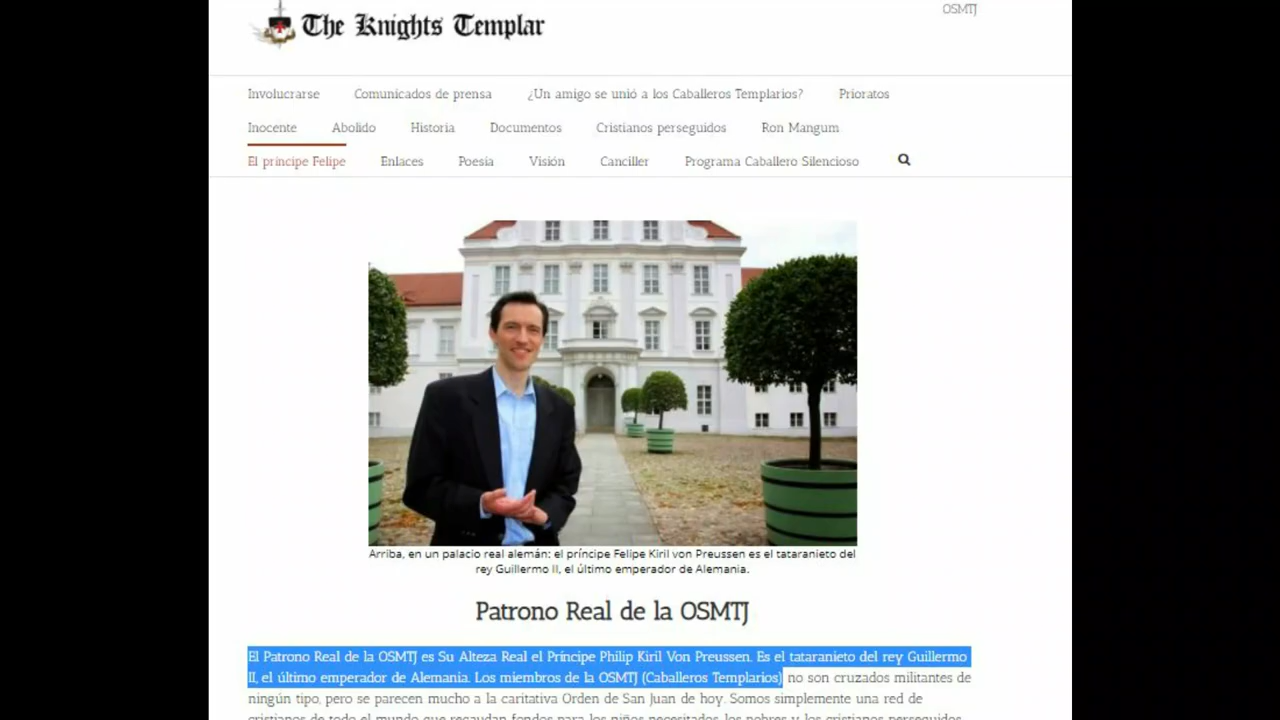 The Knights Templar
OSMTJ
Involucrarse Comunicados de prensa ¿Un amigo se unió a los Caballeros Templarios? Prioratos
Inocente Abolido Historia Documentos Cristianos perseguidos Ron Mangum
El príncipe Felipe Enlaces Poesía Visión Canciller Programa Caballero Silencioso
Arriba, en un palacio real alemán: el príncipe Felipe Kiril von Preussen es el tataranieto del
rey Guillermo II, el último emperador de Alemania.
Patrono Real de la OSMTJ
El Patrono Real de la OSMTJ es Su Alteza Real el Príncipe Philip Kiril Von Preussen. Es el tataranieto del rey Guillermo
II, el último emperador de Alemania. Los miembros de la OSMTJ (Caballeros Templarios) no son cruzados militantes de
ningún tipo, pero se parecen mucho a la caritativa Orden de San Juan de hoy. Somos simplemente una red de
cristianos de todo el mundo que recaudan fondos para los niños necesitados, los pobres y los cristianos perseguidos